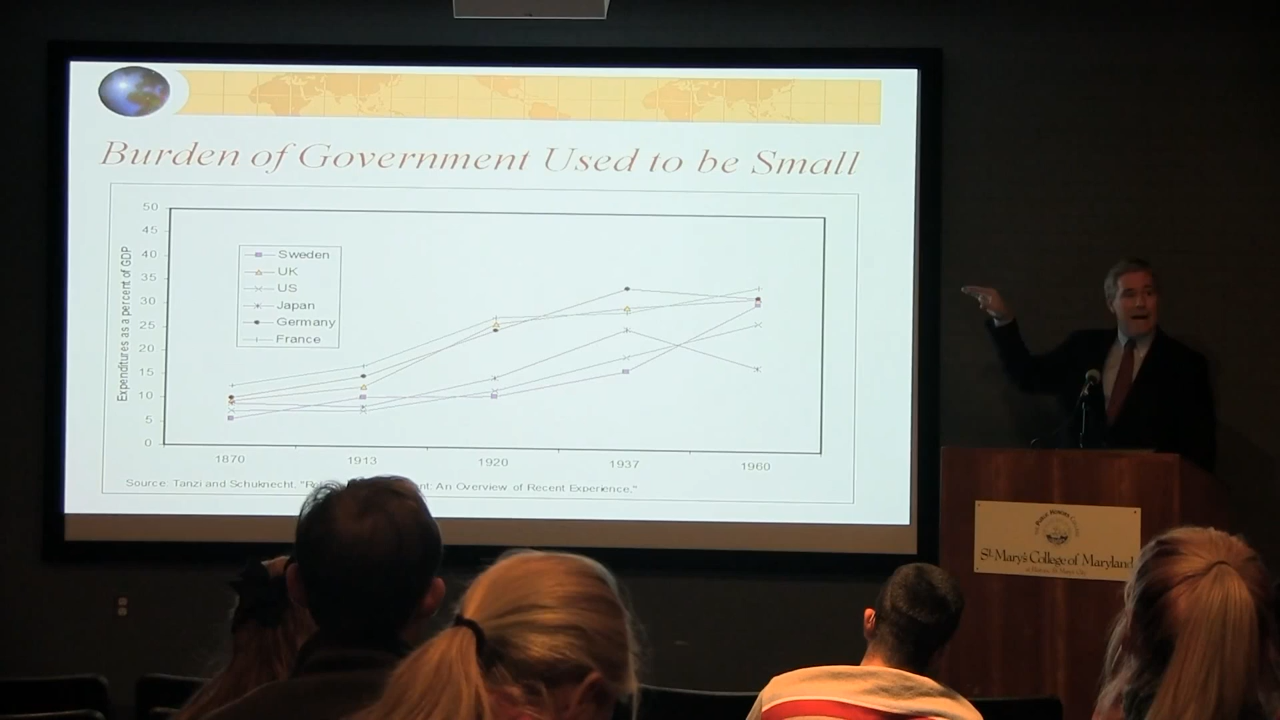 Burden of Government Used to be Small
Expenditures as a percent of GDP
50
45
40
35
30
25
20
15
10
5
0
Sweden
UK
US
Japan
Germany
France
1870
1913
1920
1937
1960
Source: Tanzi and Schuknecht, "R nt: An Overview of Recent Experience."
St. Mary's College of Maryland